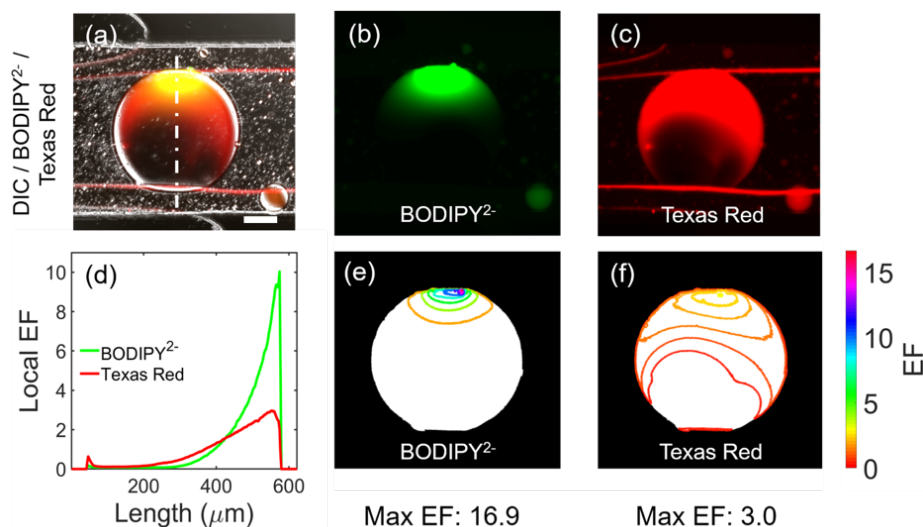 (a)
(b)
(c)
DIC / BODIPY²⁻ /
Texas Red
BODIPY²⁻
Texas Red
(d)
(e)
(f)
Local EF
10
8
6
4
2
0
BODIPY²⁻
Texas Red
200
400
600
Length (μm)
BODIPY²⁻
Texas Red
15
10
5
0
EF
Max EF: 16.9
Max EF: 3.0